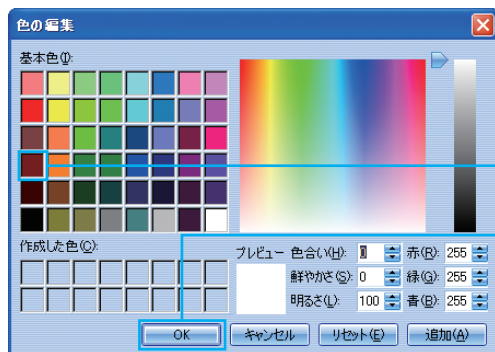 色の編集
基本色(I):
作成した色(C):
プレビュー 色合い(H): 0 赤(R): 255
鮮やかさ(S): 0 緑(G): 255
明るさ(L): 100 青(B): 255
OK キャンセル リセット(E) 追加(A)